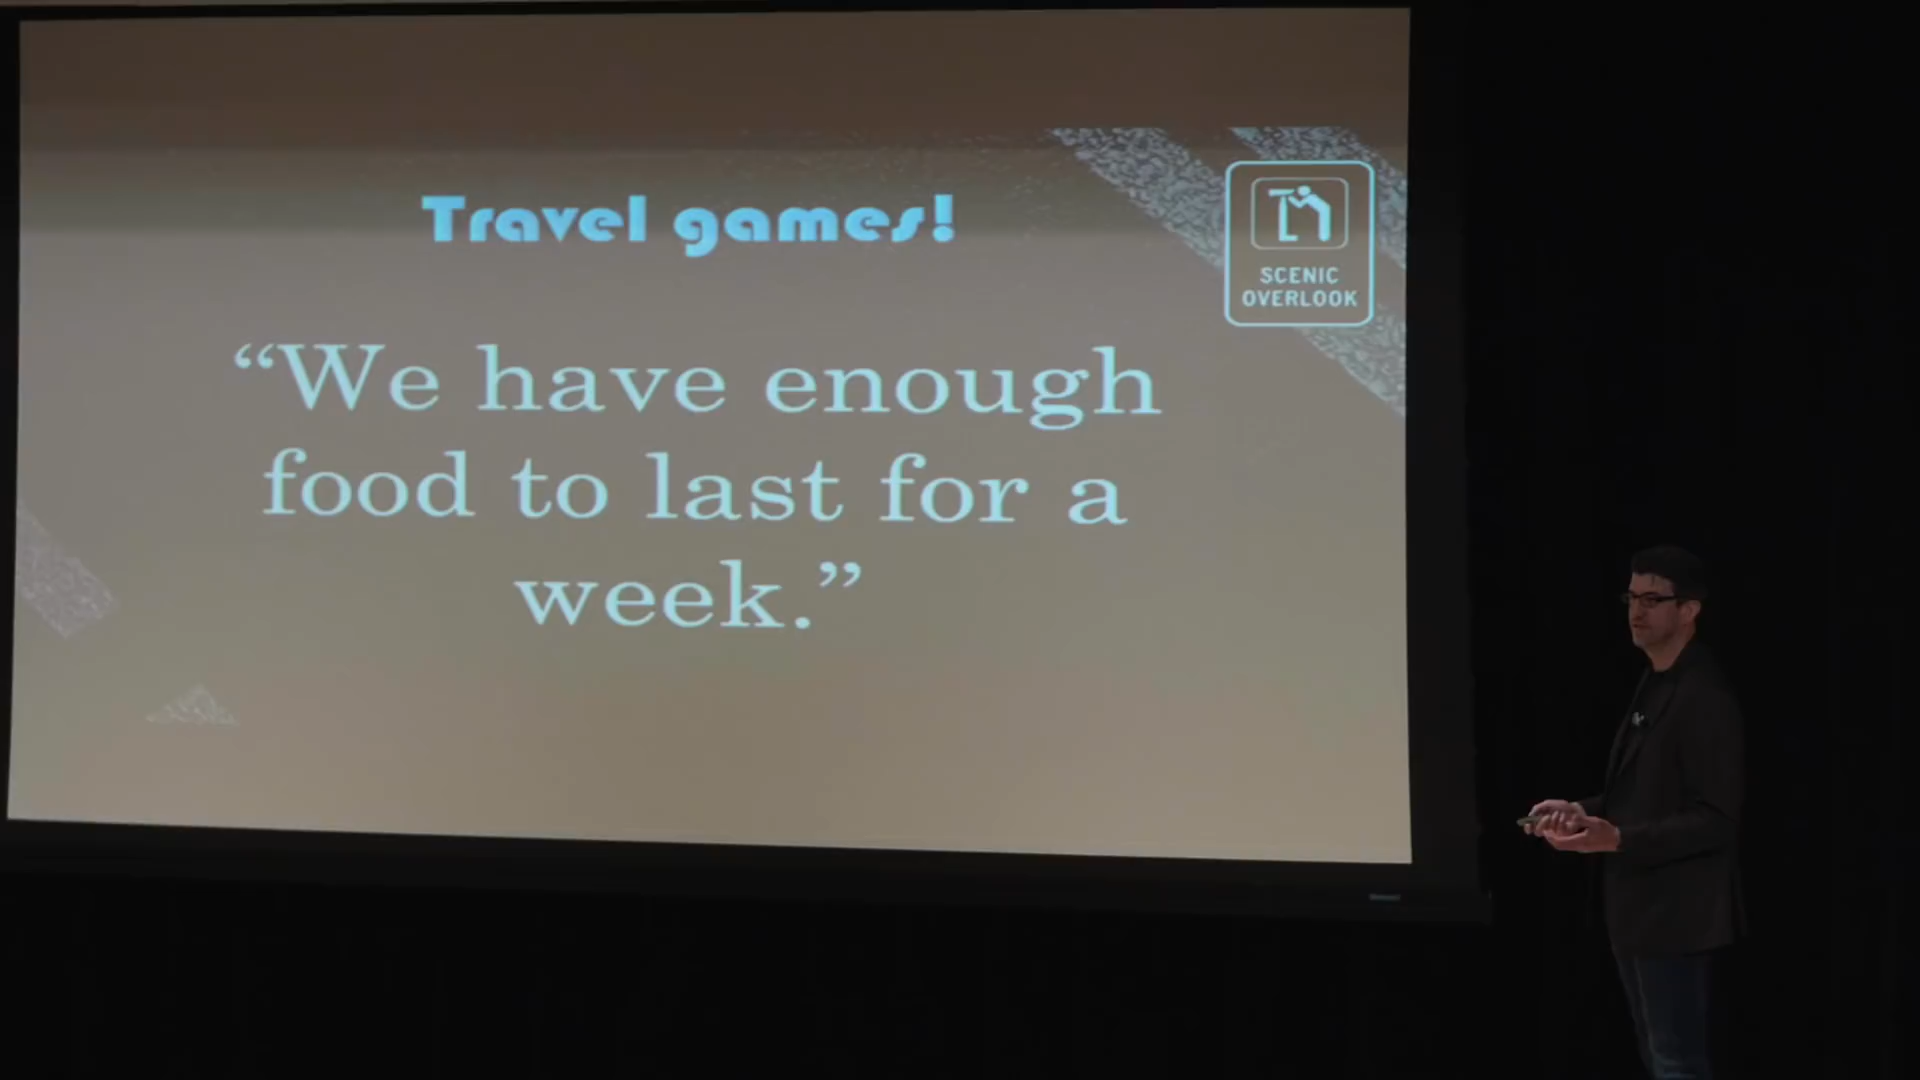 Travel games!
SCENIC
OVERLOOK
“We have enough
food to last for a
week.”